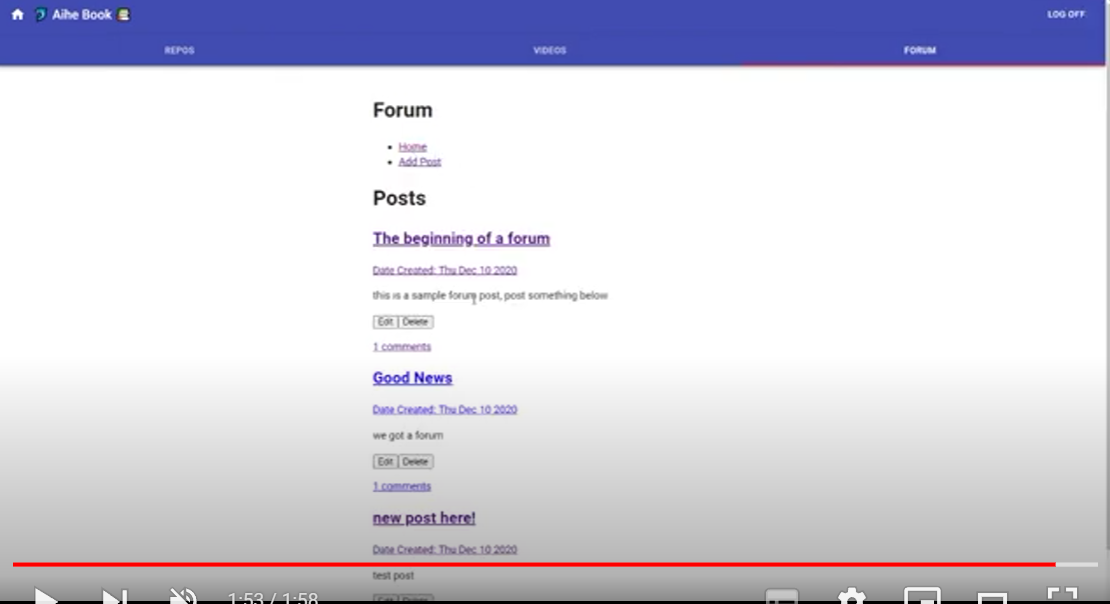 Aihe Book
LOG OFF
REPOS
VIDEOS
FORUM
Forum
Home
Add Post
Posts
The beginning of a forum
Date Created: Thu Dec 10 2020
this is a sample forum post, post something below
Edit Delete
1 comments
Good News
Date Created: Thu Dec 10 2020
we got a forum
Edit Delete
1 comments
new post here!
Date Created: Thu Dec 10 2020
test post
Edit Delete
1:53 / 1:58